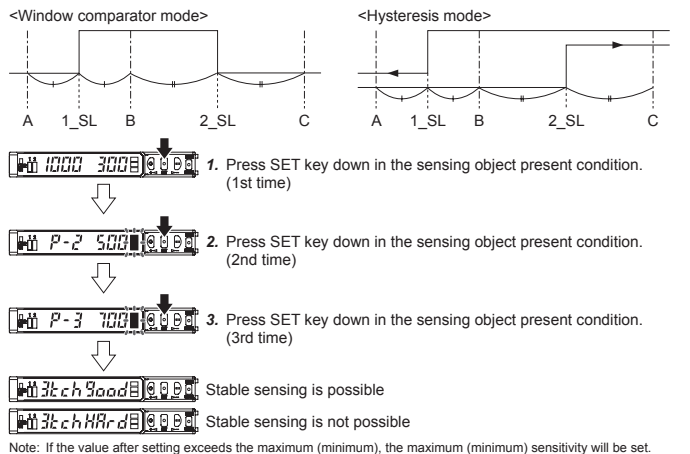 <Window comparator mode>
<Hysteresis mode>
A 1_SL B 2_SL C
A 1_SL B 2_SL C
1000 300
1. Press SET key down in the sensing object present condition.
(1st time)
P-2 500
2. Press SET key down in the sensing object present condition.
(2nd time)
P-3 700
3. Press SET key down in the sensing object present condition.
(3rd time)
3tch9ood
Stable sensing is possible
3tchHARd
Stable sensing is not possible
Note: If the value after setting exceeds the maximum (minimum), the maximum (minimum) sensitivity will be set.